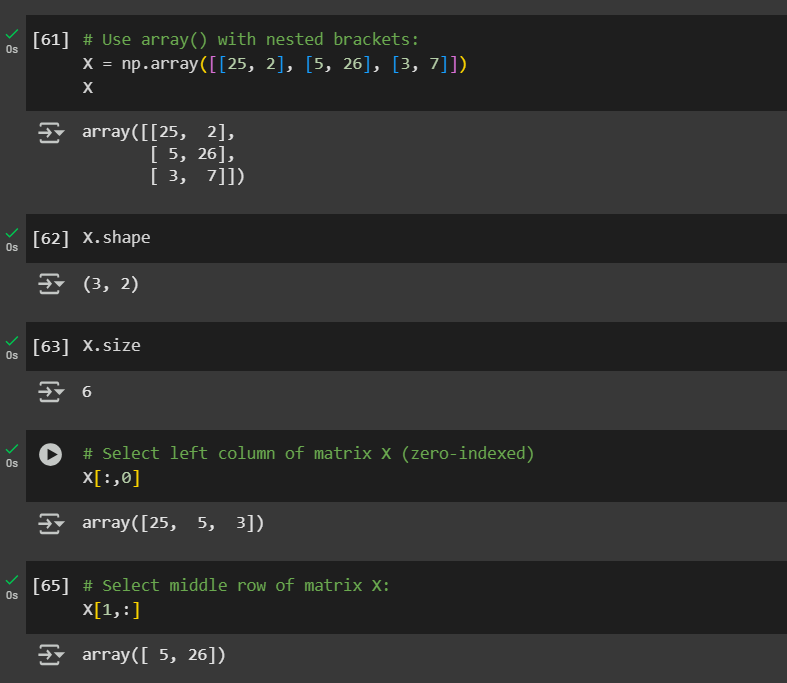 [61] # Use array() with nested brackets:
X = np.array([[25, 2], [5, 26], [3, 7]])
X
0s
array([[25,  2],
       [ 5, 26],
       [ 3,  7]])
[62] X.shape
0s
(3, 2)
[63] X.size
0s
6
# Select left column of matrix X (zero-indexed)
0s
X[:,0]
array([25,  5,  3])
[65] # Select middle row of matrix X:
0s
X[1,:]
array([ 5, 26])